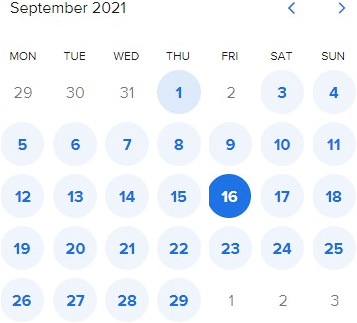 September 2021
MON TUE WED THU FRI SAT SUN
29 30 31 1 2 3 4
5 6 7 8 9 10 11
12 13 14 15 16 17 18
19 20 21 22 23 24 25
26 27 28 29 1 2 3